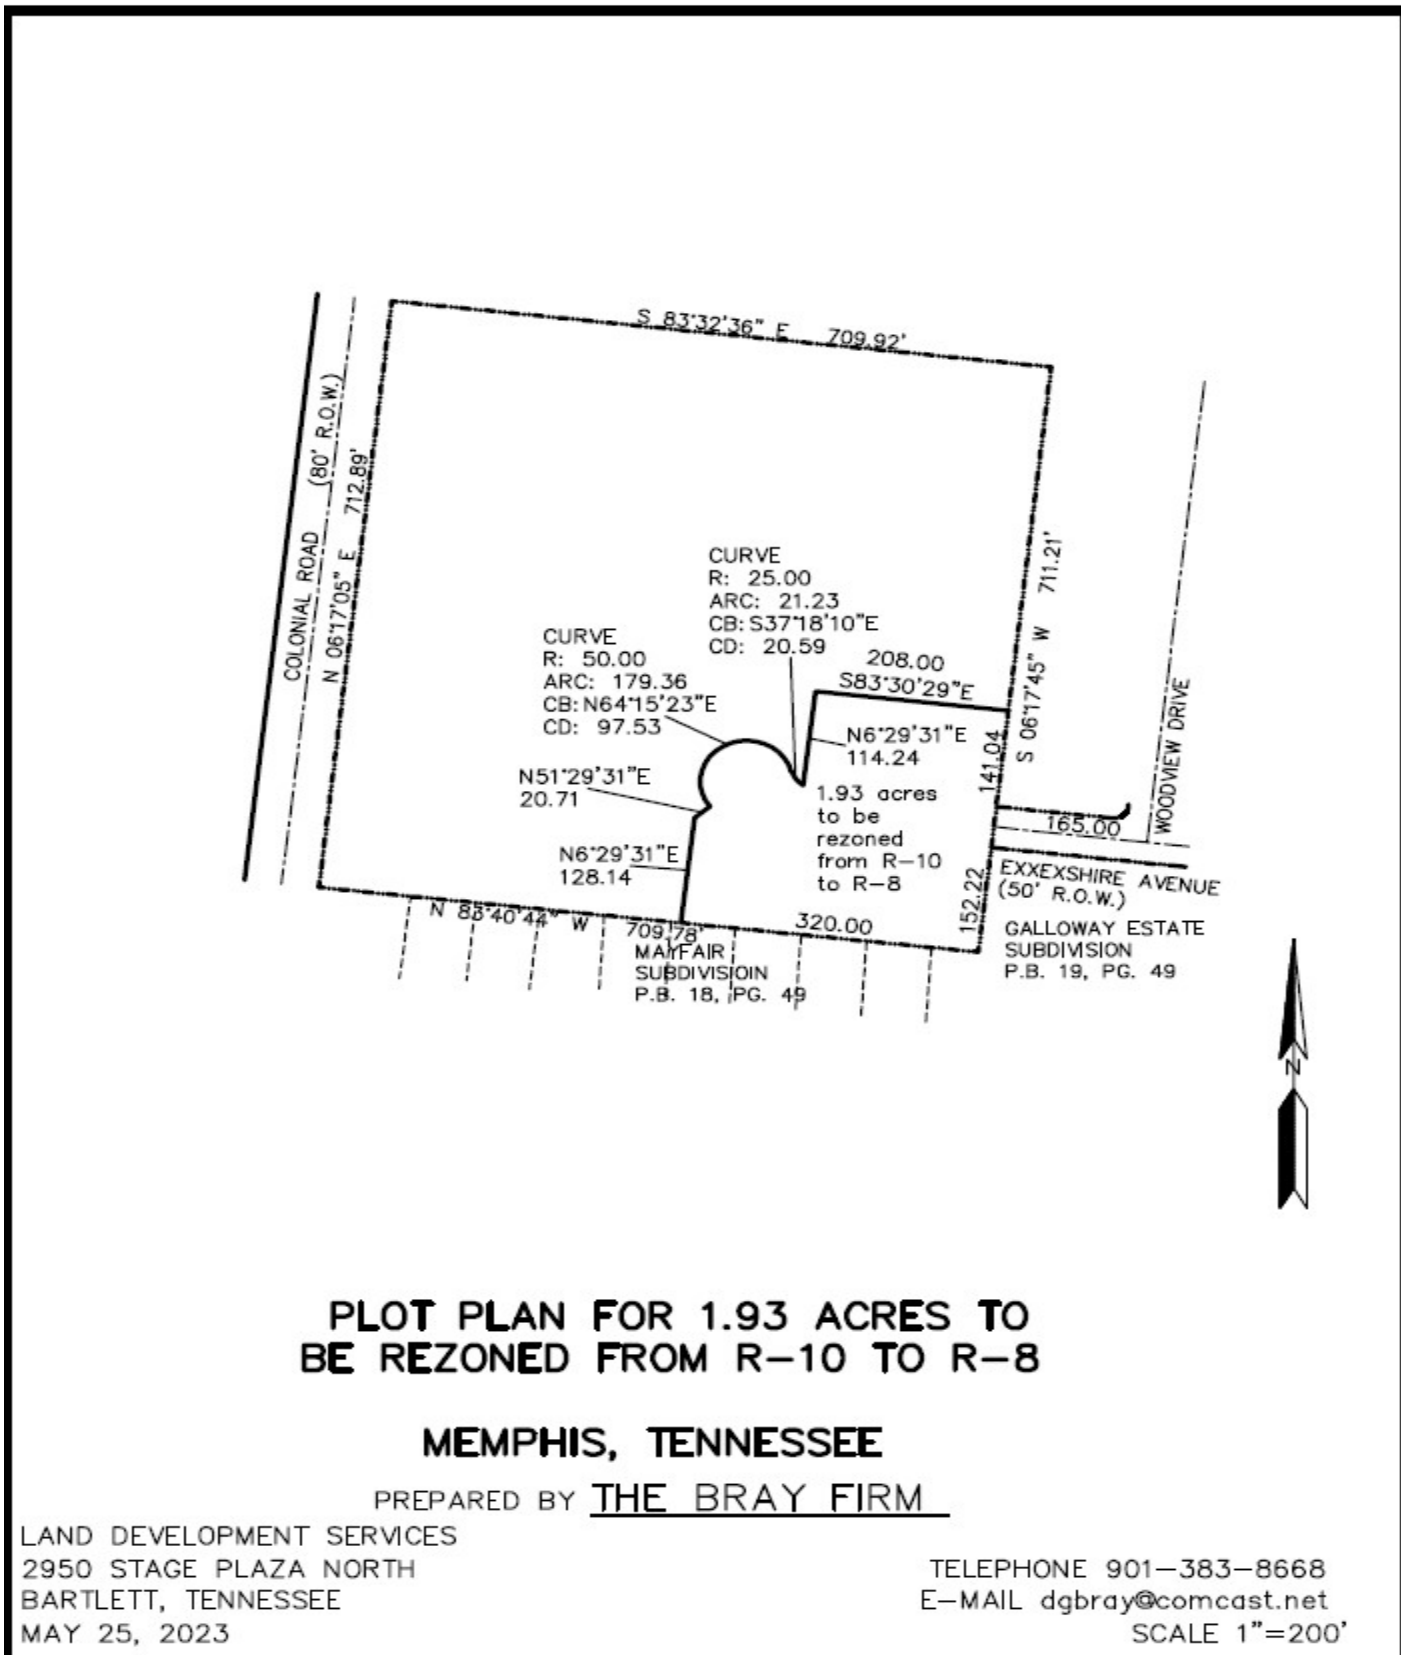 S 83°32'36" E 709.92'
COLONIAL ROAD (80' R.O.W.)
N 06°17'05" E 712.89'
CURVE
R: 25.00
ARC: 21.23
CB: S37°18'10"E
CD: 20.59
CURVE
R: 50.00
ARC: 179.36
CB: N64°15'23"E
CD: 97.53
208.00
S83°30'29"E
S 06°17'45" W 711.21'
N6°29'31"E
114.24
141.04
WOODVIEW DRIVE
N51°29'31"E
20.71
1.93 acres
to be
rezoned
from R-10
to R-8
165.00
N6°29'31"E
128.14
EXXEXSHIRE AVENUE
(50' R.O.W.)
152.22
N 83°40'44" W 709.78'
320.00
GALLOWAY ESTATE
SUBDIVISION
P.B. 19, PG. 49
MAYFAIR
SUBDIVISIOIN
P.B. 18, PG. 49
N
PLOT PLAN FOR 1.93 ACRES TO
BE REZONED FROM R-10 TO R-8
MEMPHIS, TENNESSEE
PREPARED BY THE BRAY FIRM
LAND DEVELOPMENT SERVICES
2950 STAGE PLAZA NORTH
BARTLETT, TENNESSEE
MAY 25, 2023
TELEPHONE 901-383-8668
E-MAIL dgbray@comcast.net
SCALE 1"=200'